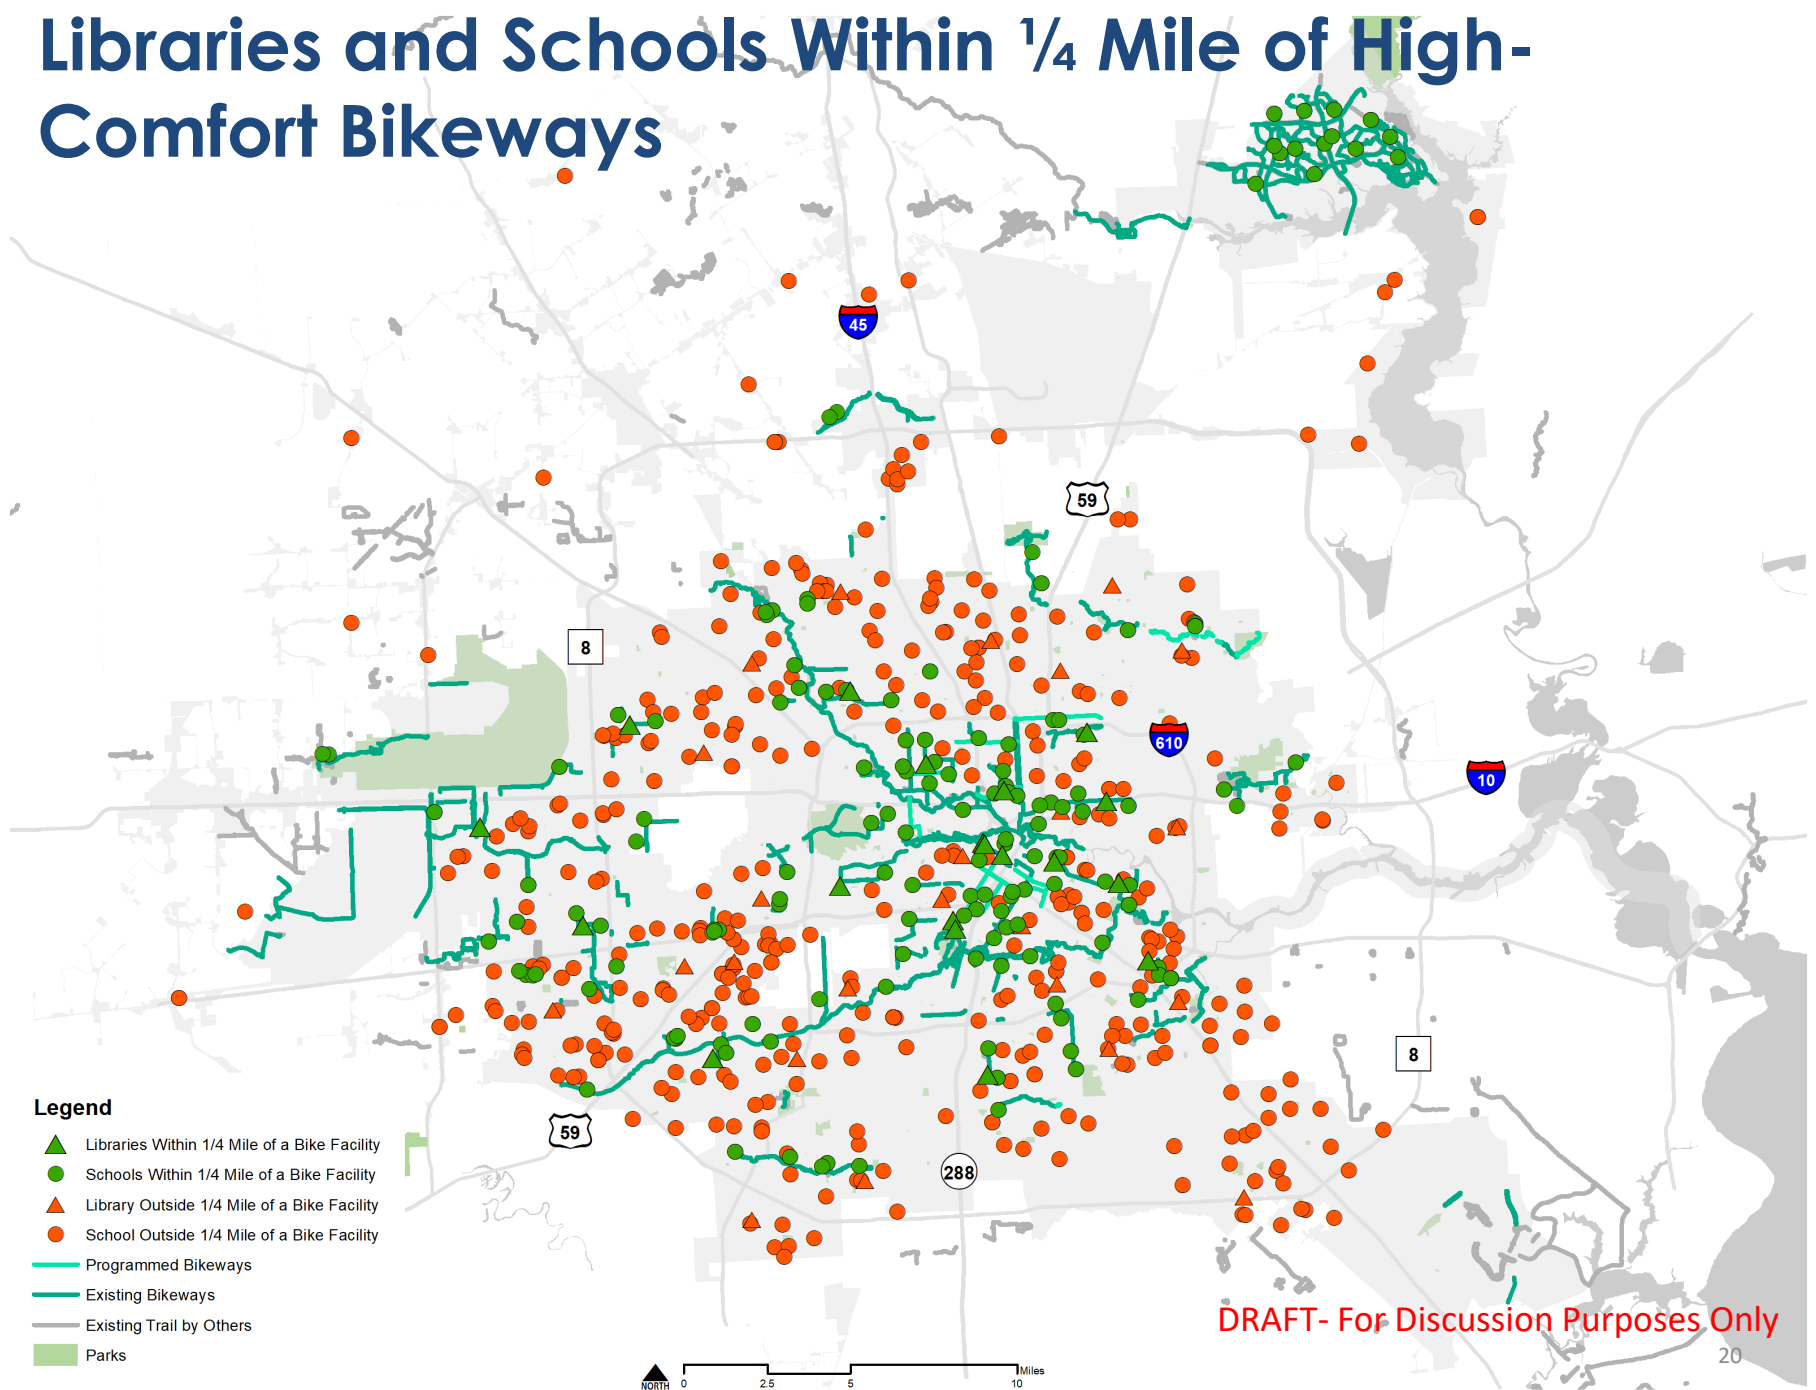 Libraries and Schools Within ¼ Mile of High-
Comfort Bikeways
45
59
8
610
10
8
59
288
Legend
Libraries Within 1/4 Mile of a Bike Facility
Schools Within 1/4 Mile of a Bike Facility
Library Outside 1/4 Mile of a Bike Facility
School Outside 1/4 Mile of a Bike Facility
Programmed Bikeways
Existing Bikeways
Existing Trail by Others
Parks
DRAFT- For Discussion Purposes Only
20
NORTH
Miles
0 2.5 5 10